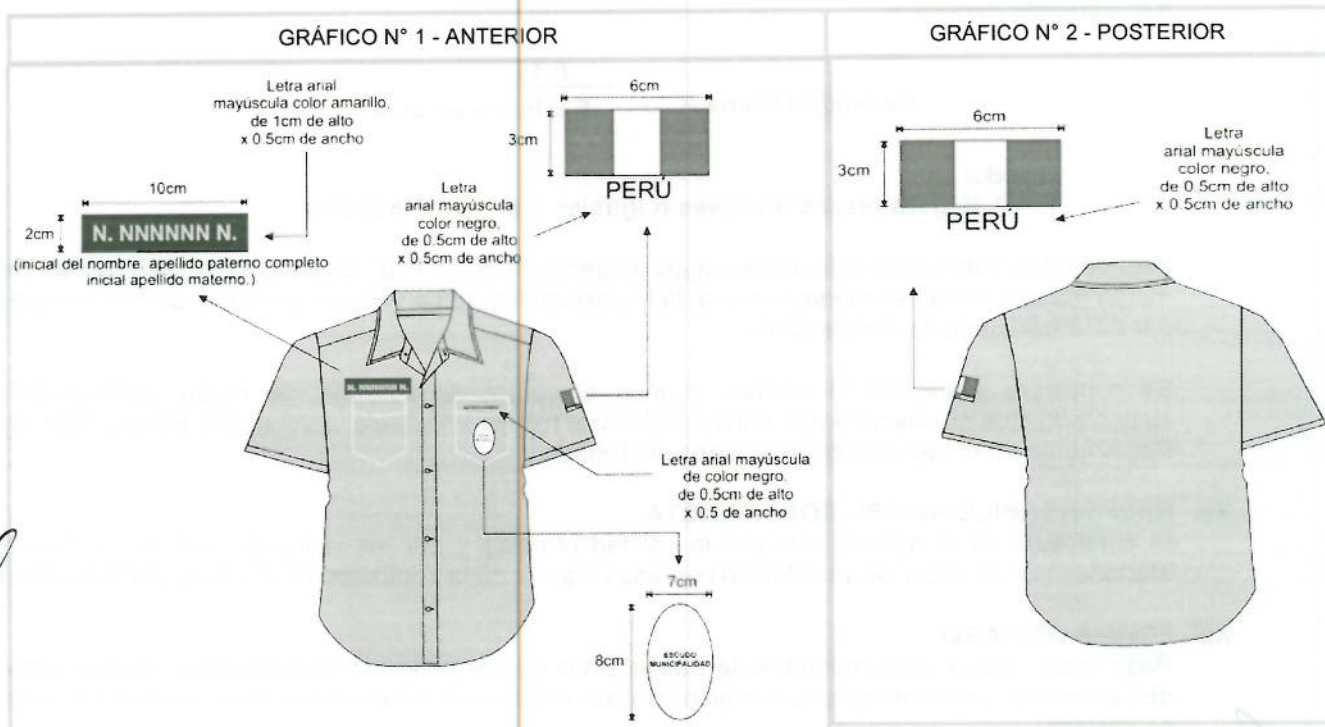 GRÁFICO N° 1 - ANTERIOR
GRÁFICO N° 2 - POSTERIOR
Letra arial
mayúscula color amarillo,
de 1cm de alto
x 0.5cm de ancho
10cm
2cm
N. NNNNNN N.
(inicial del nombre, apellido paterno completo
inicial apellido materno.)
6cm
3cm
PERÚ
Letra
arial mayúscula
color negro,
de 0.5cm de alto
x 0.5cm de ancho
N. NNNNNN N.
Letra arial mayúscula
de color negro.
de 0.5cm de alto
x 0.5 de ancho
7cm
8cm
ESCUDO
MUNICIPALIDAD
6cm
3cm
PERÚ
Letra
arial mayúscula
color negro,
de 0.5cm de alto
x 0.5cm de ancho